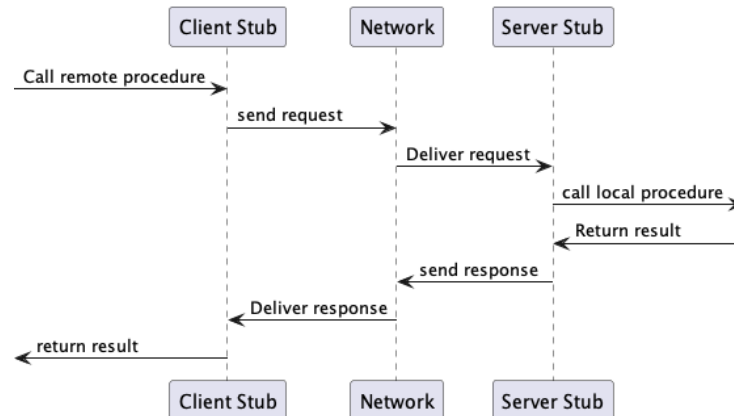 Client Stub
Network
Server Stub
Call remote procedure
send request
Deliver request
call local procedure
Return result
send response
Deliver response
return result
Client Stub
Network
Server Stub